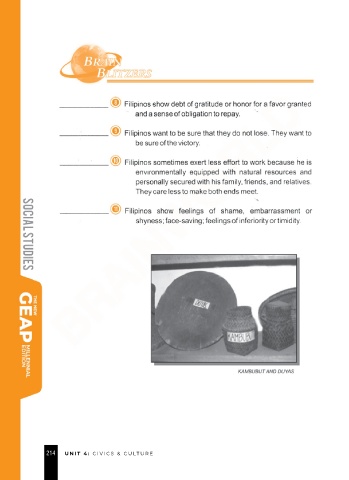 BRAIN
BLITZERS
8 Filipinos show debt of gratitude or honor for a favor granted
and a sense of obligation to repay.
9 Filipinos want to be sure that they do not lose. They want to
be sure of the victory.
10 Filipinos sometimes exert less effort to work because he is
environmentally equipped with natural resources and
personally secured with his family, friends, and relatives.
They care less to make both ends meet.
Filipinos show feelings of shame, embarrassment or
shyness; face-saving; feelings of inferiority or timidity.
SOCIAL STUDIES
THE NEW
GEAP
MILLENNIAL
EDITION
KAMBUBUT AND DUYAS
214 UNIT 4: CIVICS & CULTURE